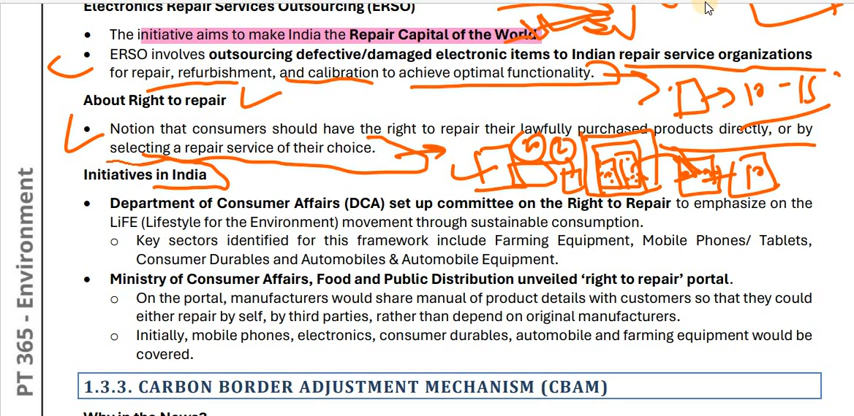 Electronics Repair Services Outsourcing (ERSO)
• The initiative aims to make India the Repair Capital of the World.
• ERSO involves outsourcing defective/damaged electronic items to Indian repair service organizations
for repair, refurbishment, and calibration to achieve optimal functionality.
About Right to repair
• Notion that consumers should have the right to repair their lawfully purchased products directly, or by
selecting a repair service of their choice.
Initiatives in India
• Department of Consumer Affairs (DCA) set up committee on the Right to Repair to emphasize on the
LiFE (Lifestyle for the Environment) movement through sustainable consumption.
o Key sectors identified for this framework include Farming Equipment, Mobile Phones/ Tablets,
Consumer Durables and Automobiles & Automobile Equipment.
• Ministry of Consumer Affairs, Food and Public Distribution unveiled ‘right to repair’ portal.
o On the portal, manufacturers would share manual of product details with customers so that they could
either repair by self, by third parties, rather than depend on original manufacturers.
o Initially, mobile phones, electronics, consumer durables, automobile and farming equipment would be
covered.
1.3.3. CARBON BORDER ADJUSTMENT MECHANISM (CBAM)
Why in the News?
PT 365 - Environment